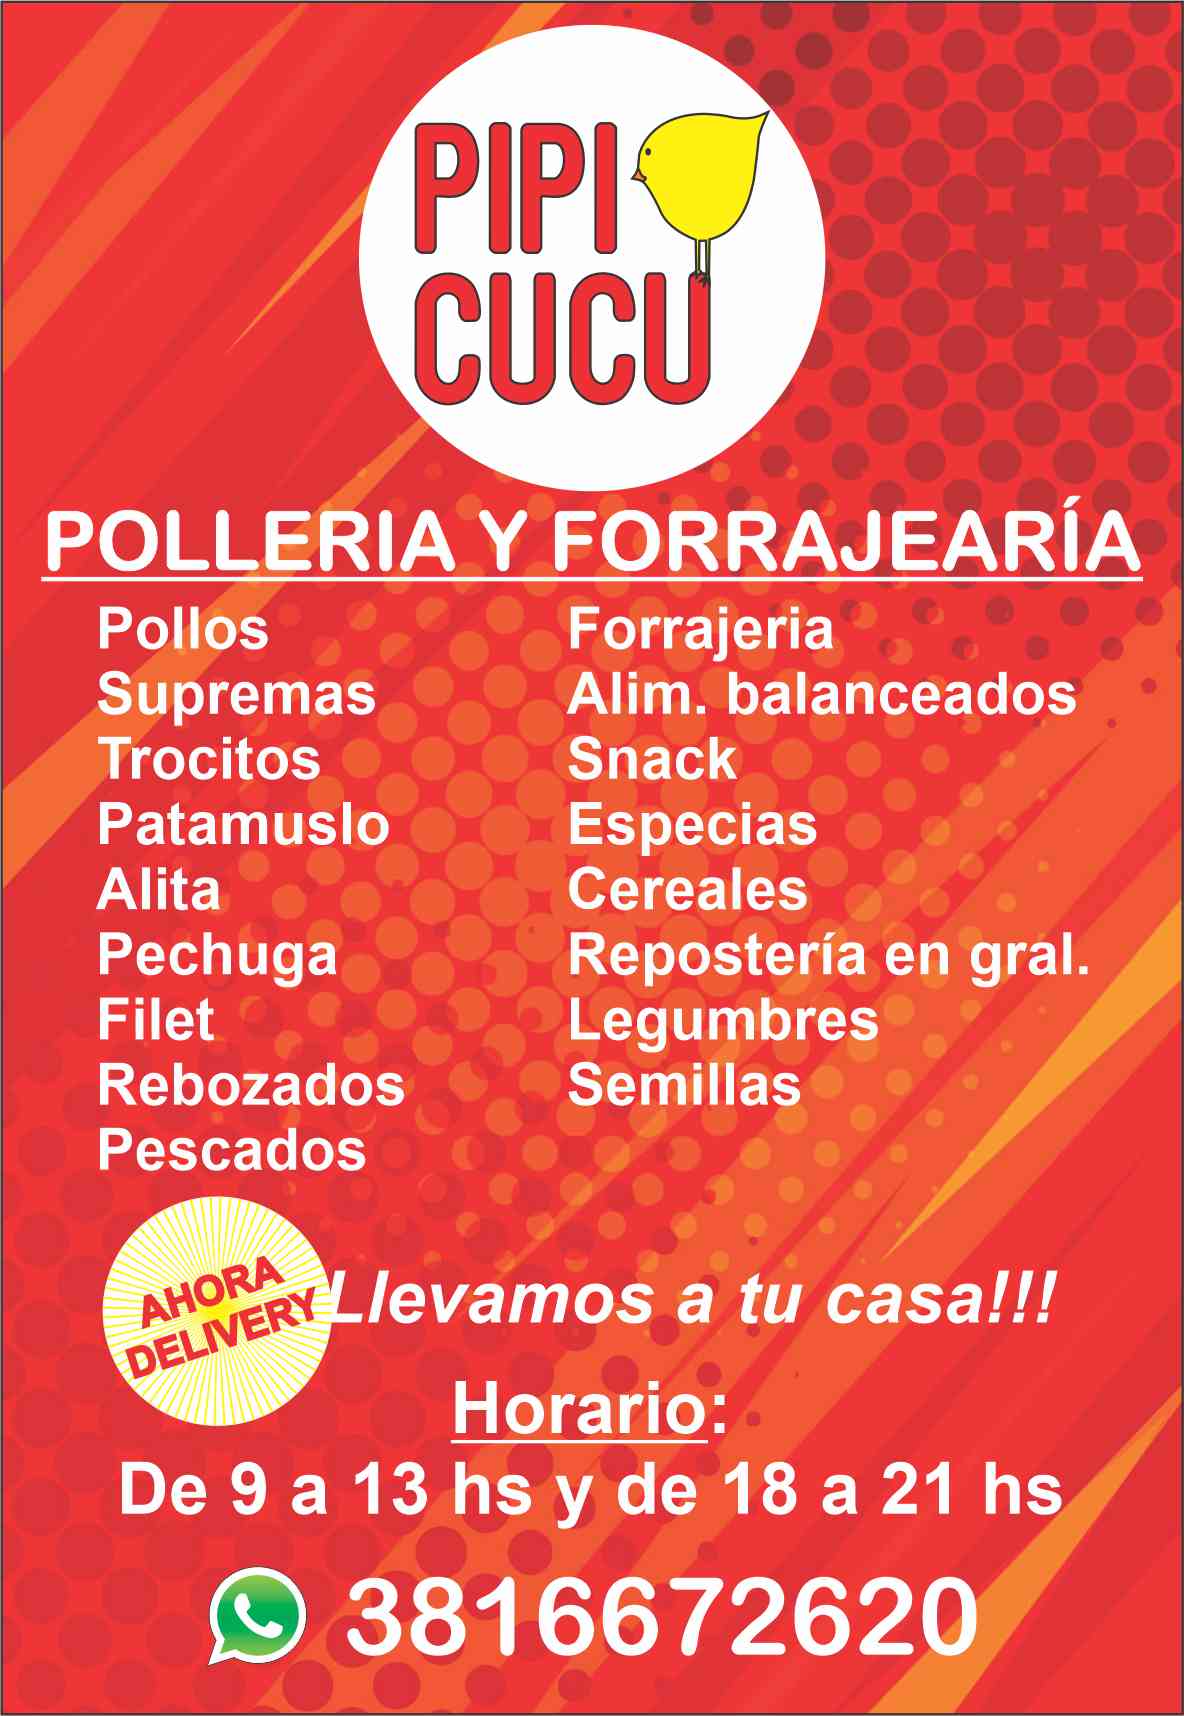 PIPI
CUCU
POLLERIA Y FORRAJEARÍA
Pollos
Supremas
Trocitos
Patamuslo
Alita
Pechuga
Filet
Rebozados
Pescados
Forrajeria
Alim. balanceados
Snack
Especias
Cereales
Repostería en gral.
Legumbres
Semillas
AHORA
DELIVERY
Llevamos a tu casa!!!
Horario:
De 9 a 13 hs y de 18 a 21 hs
3816672620